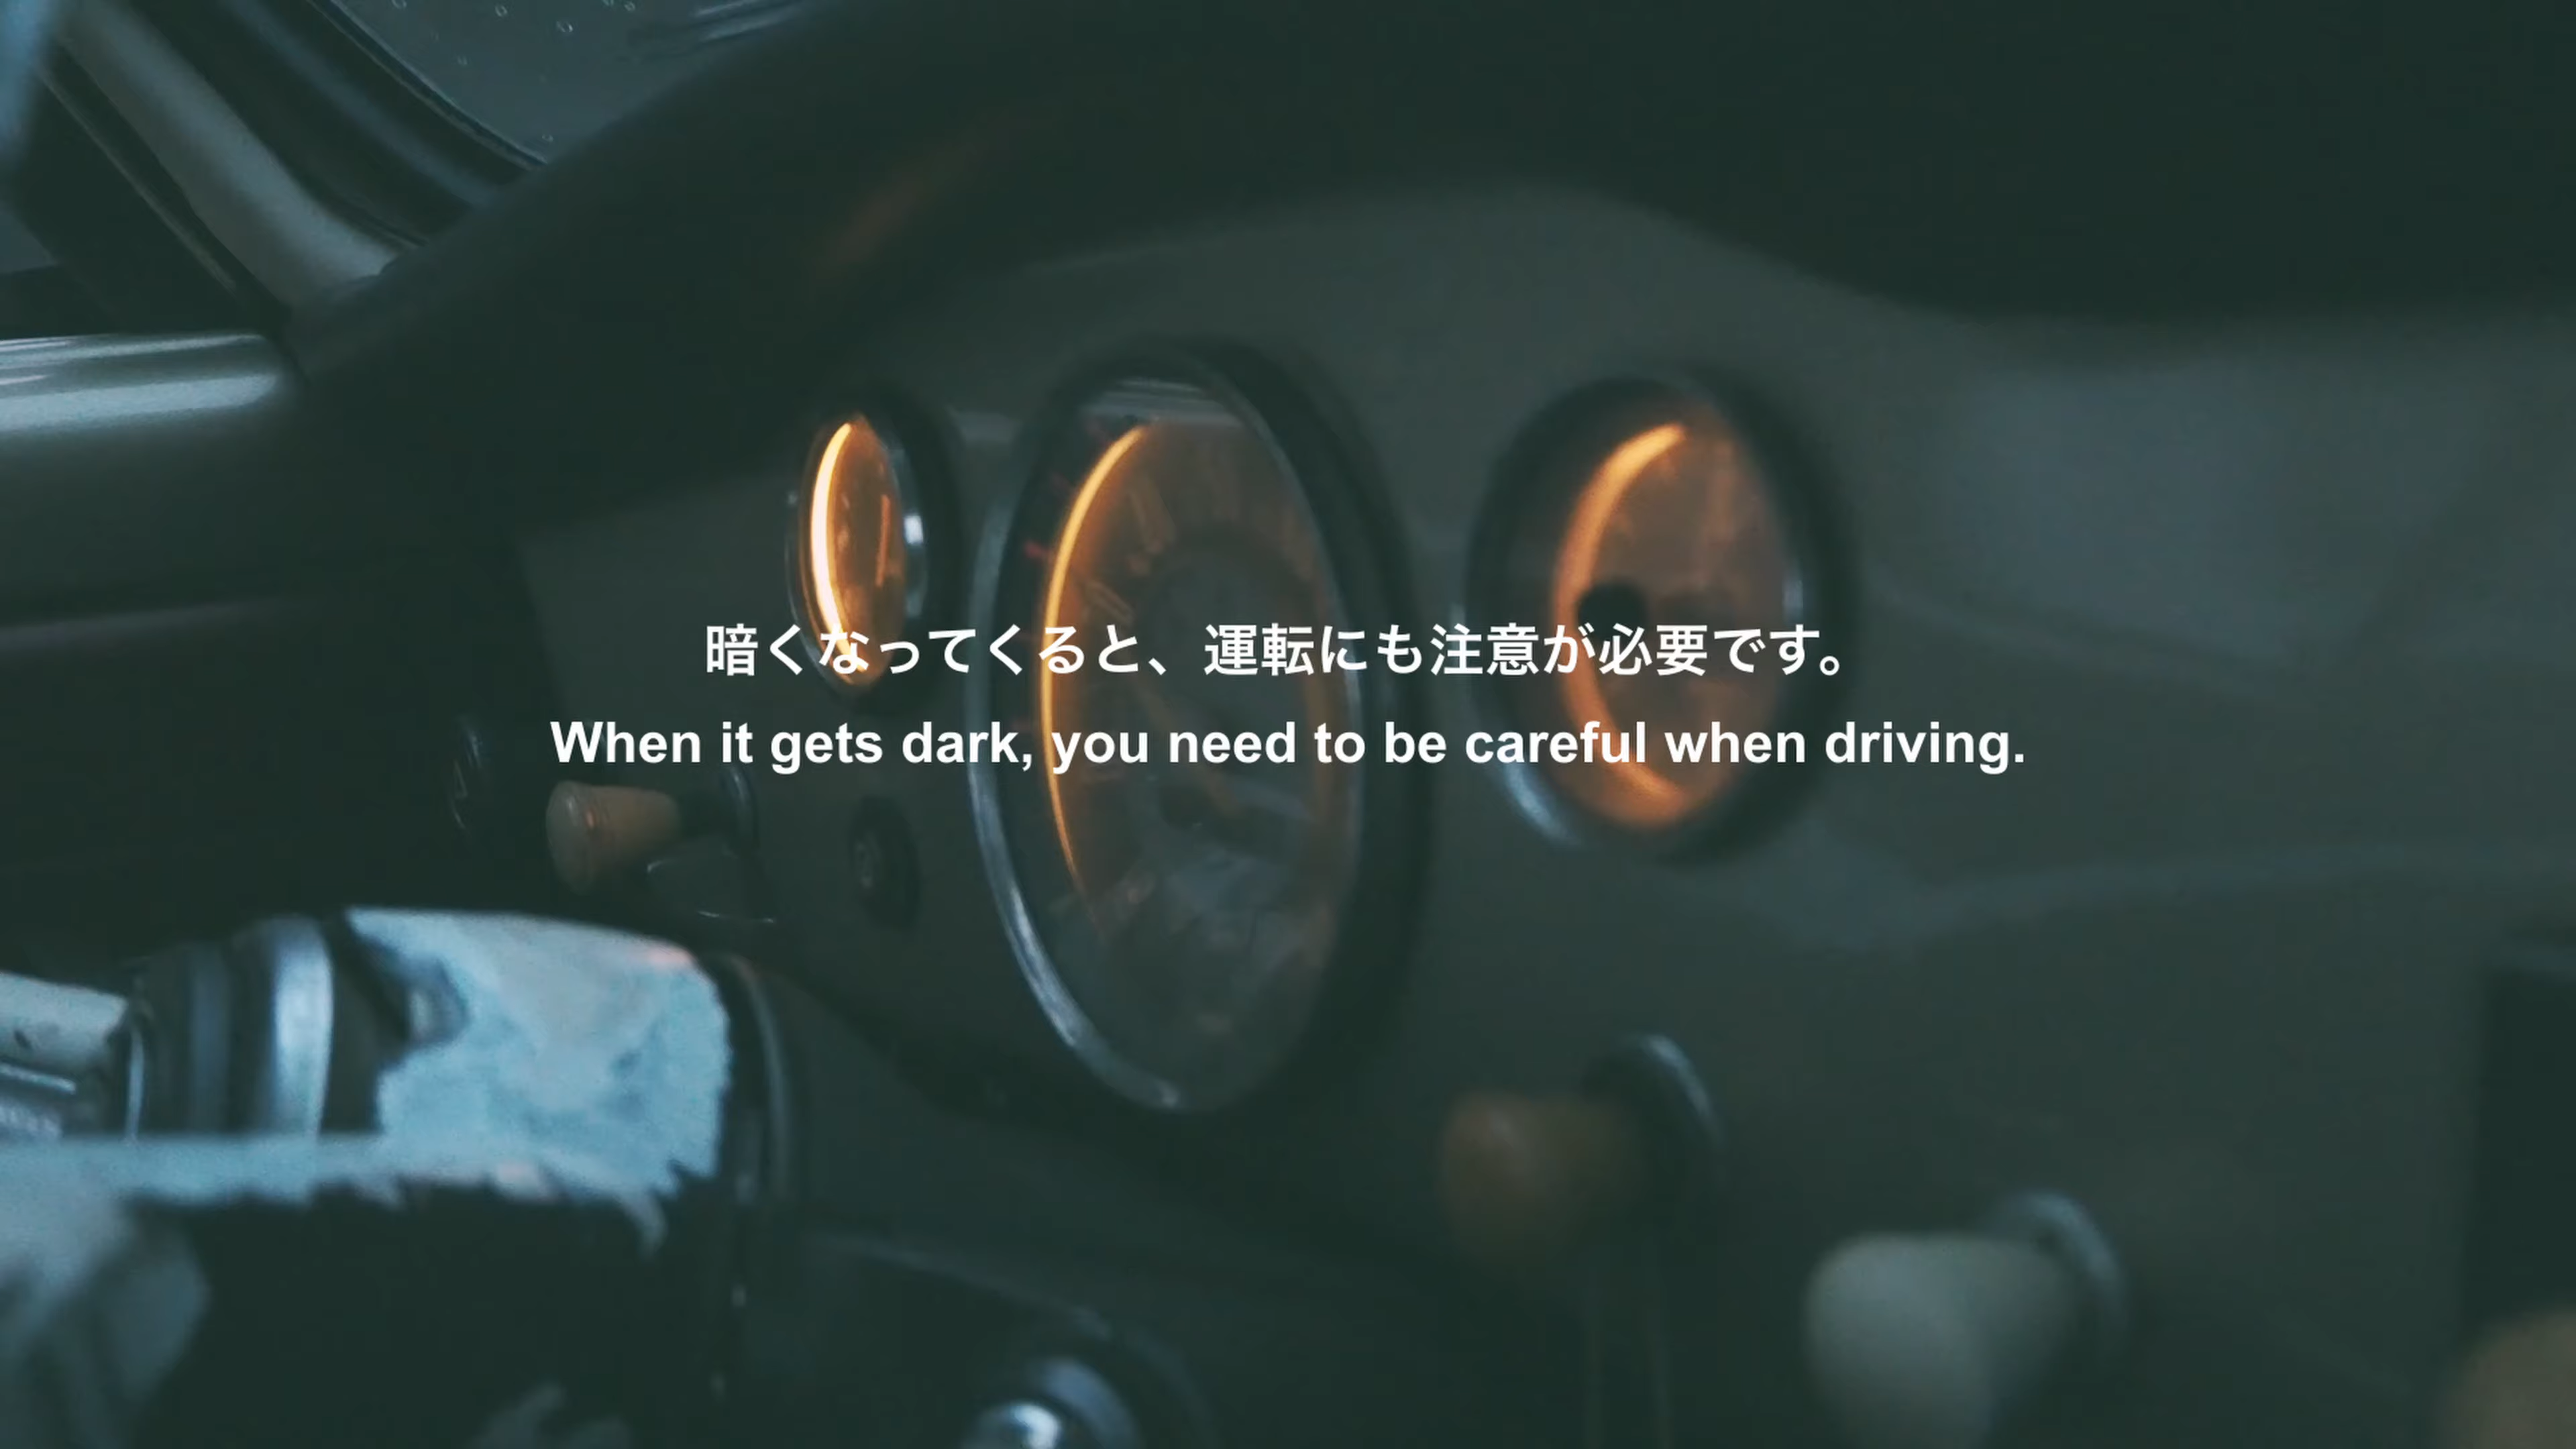 暗くなってくると、運転にも注意が必要です。
When it gets dark, you need to be careful when driving.